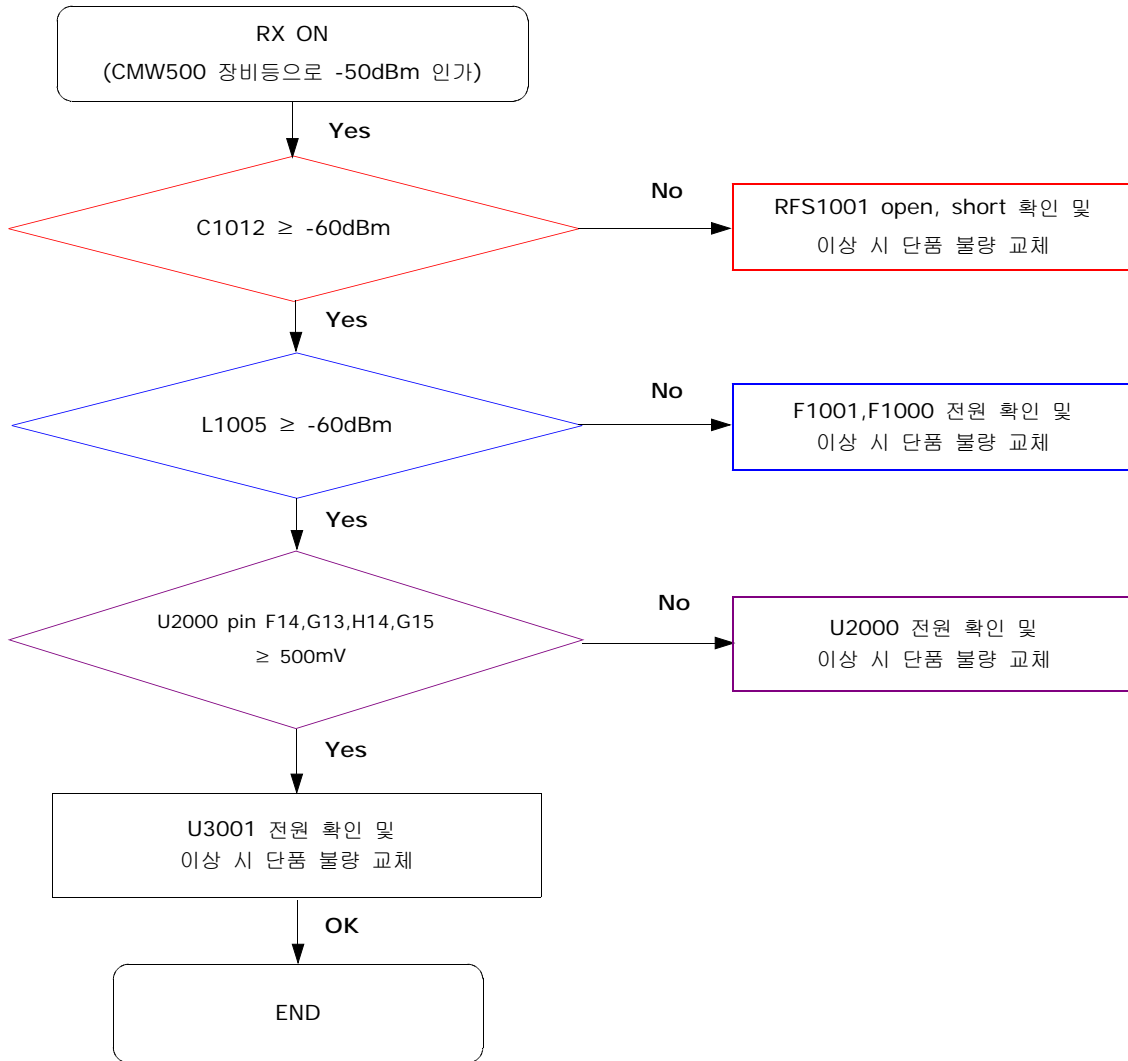 RX ON
(CMW500 장비등으로 -50dBm 인가)
Yes
C1012 ≥ -60dBm
No
RFS1001 open, short 확인 및
이상 시 단품 불량 교체
Yes
L1005 ≥ -60dBm
No
F1001,F1000 전원 확인 및
이상 시 단품 불량 교체
Yes
U2000 pin F14,G13,H14,G15
≥ 500mV
No
U2000 전원 확인 및
이상 시 단품 불량 교체
Yes
U3001 전원 확인 및
이상 시 단품 불량 교체
OK
END